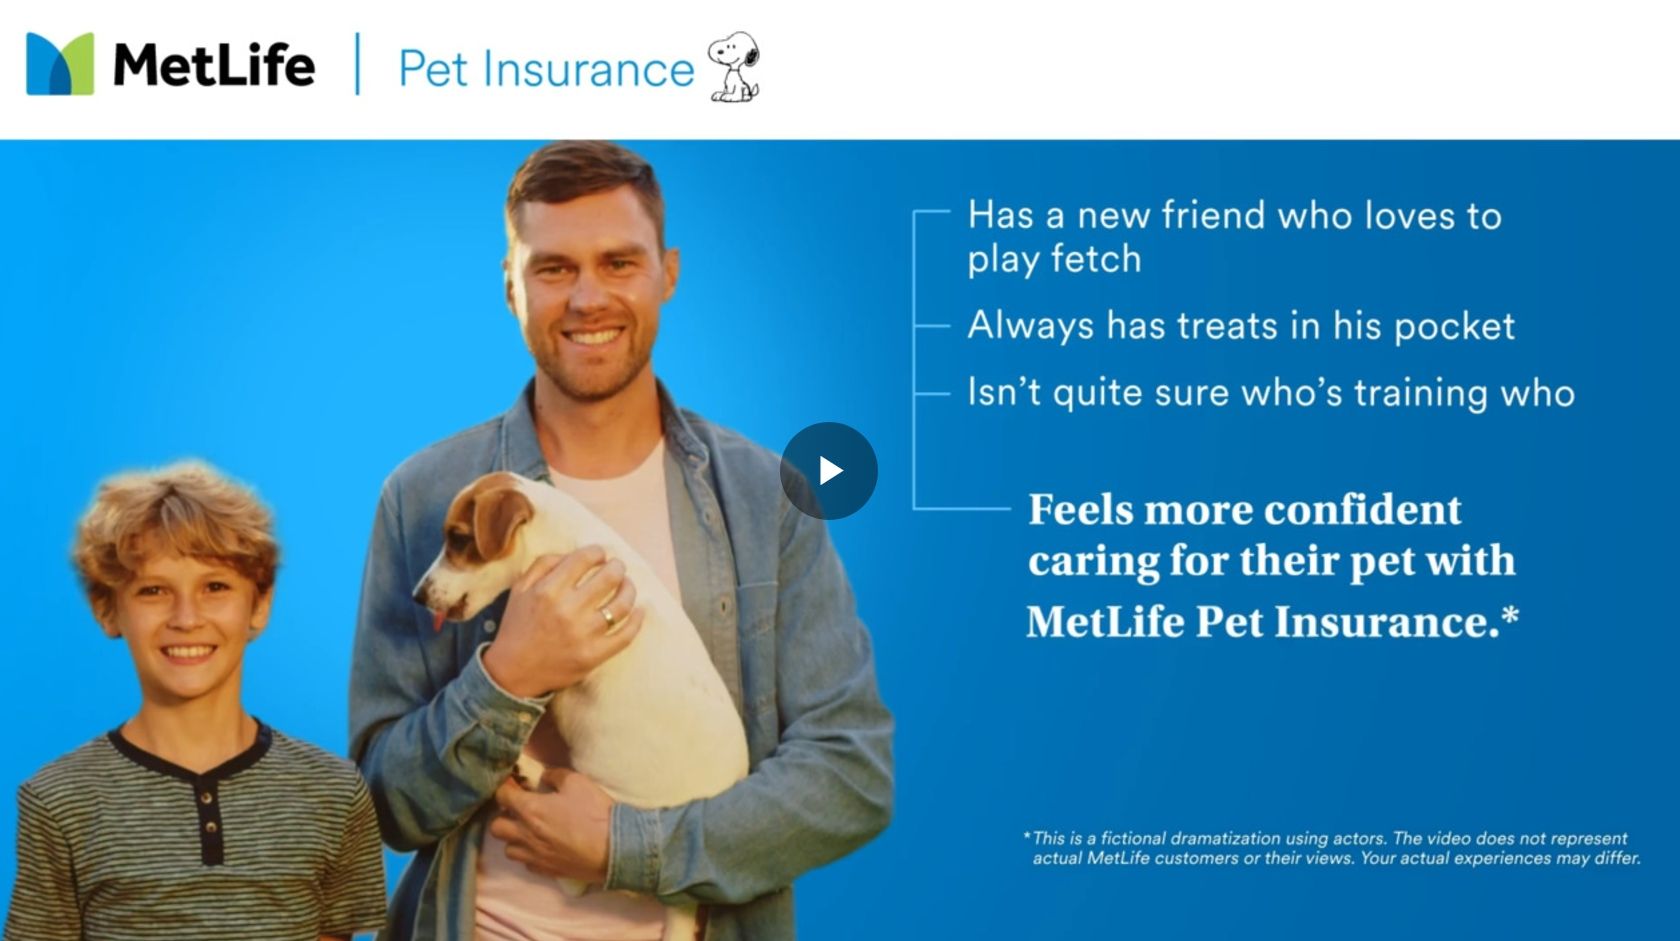 MetLife | Pet Insurance
Has a new friend who loves to
play fetch
Always has treats in his pocket
Isn’t quite sure who’s training who
Feels more confident
caring for their pet with
MetLife Pet Insurance.*
*This is a fictional dramatization using actors. The video does not represent
actual MetLife customers or their views. Your actual experiences may differ.